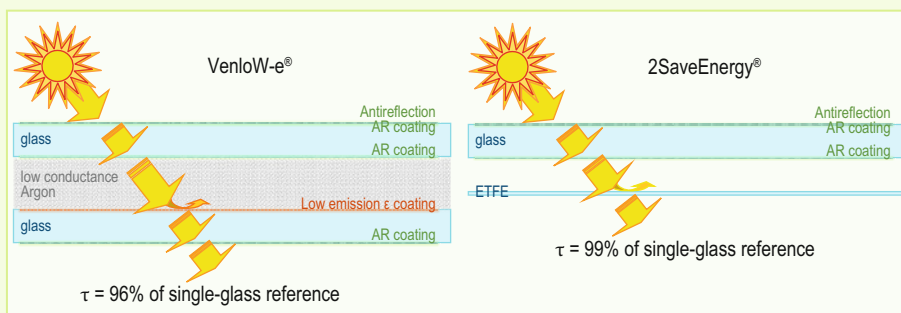 VenloW-e®
Antireflection
AR coating
glass
AR coating
low conductance
Argon
Low emission ε coating
glass
AR coating
τ = 96% of single-glass reference
2SaveEnergy®
Antireflection
AR coating
glass
AR coating
ETFE
τ = 99% of single-glass reference